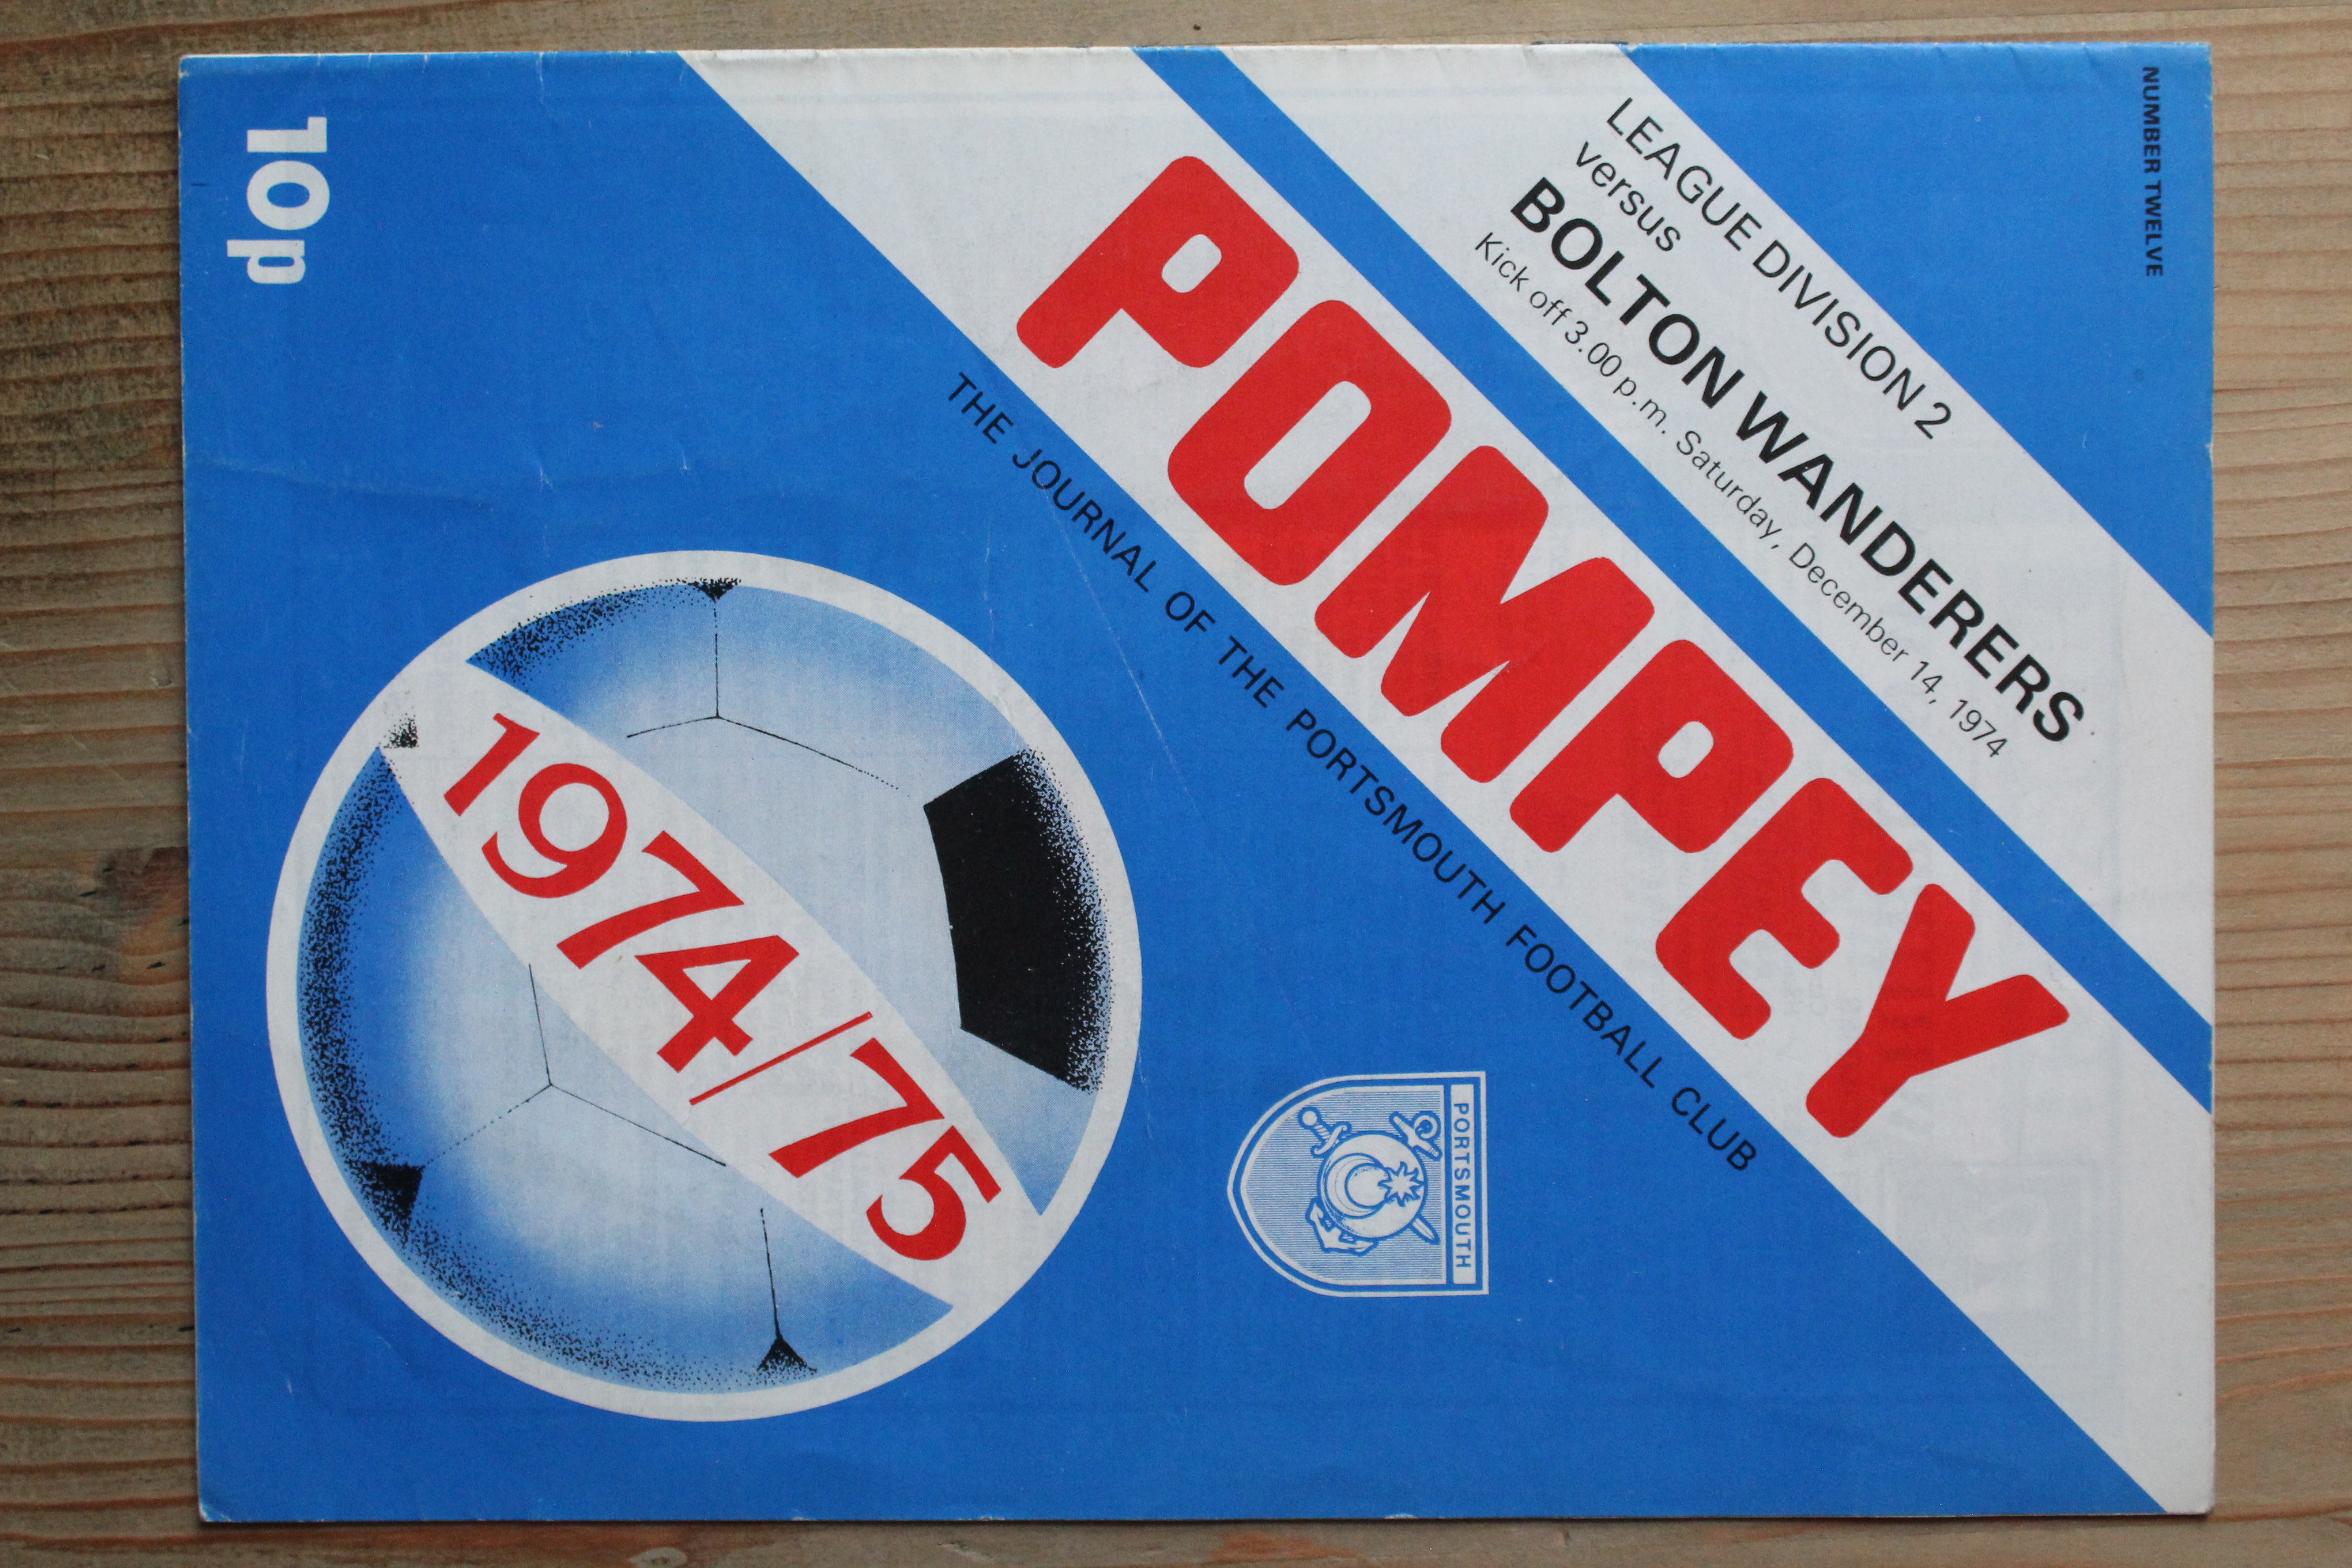 NUMBER TWELVE
LEAGUE DIVISION 2
versus
BOLTON WANDERERS
Kick off 3.00 p.m. Saturday, December 14, 1974
POMPEY
THE JOURNAL OF THE PORTSMOUTH FOOTBALL CLUB
PORTSMOUTH
1974/75
10p